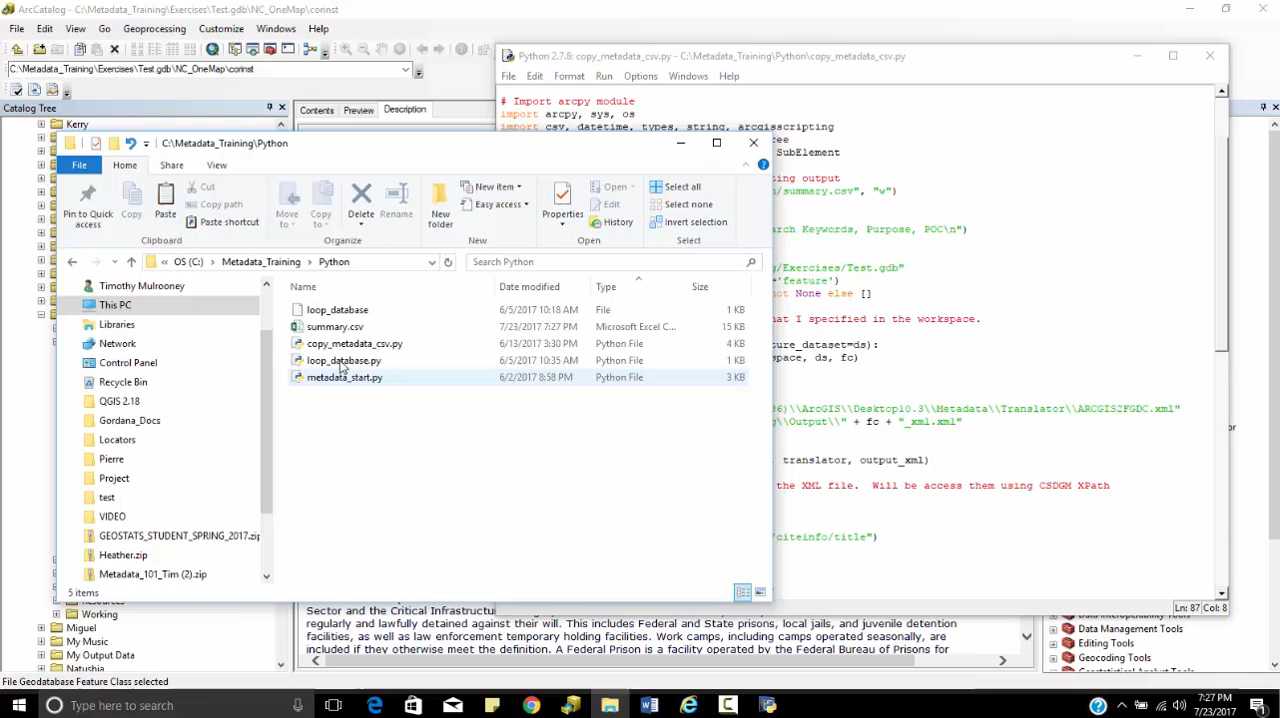 ArcCatalog - C:\Metadata_Training\Exercises\Test.gdb\NC_OneMap\corinst
File Edit View Go Geoprocessing Customize Windows Help
C:\Metadata_Training\Exercises\Test.gdb\NC_OneMap\corinst
Catalog Tree
Contents Preview Description
Kerry
Python 2.7.8: copy_metadata_csv.py - C:\Metadata_Training\Python\copy_metadata_csv.py
File Edit Format Run Options Windows Help
# Import arcpy module
import arcpy, sys, os
import csv, datetime, types, string, arcgisscripting
ree
SubElement
ting output
n/summary.csv", "w")
rch Keywords, Purpose, POC\n")
g/Exercises/Test.gdb"
='feature')
not None else []
hat I specified in the workspace.
ure_dataset=ds):
space, ds, fc)
36)\\ArcGIS\\Desktop10.3\\Metadata\\Translator\\ARCGIS2FGDC.xml"
g\\Output\\" + fc + "_xml.xml"
, translator, output_xml)
the XML file. Will be access them using CSDGM XPath
/citeinfo/title")
Ln: 87 Col: 8
C:\Metadata_Training\Python
File Home Share View
Pin to Quick access
Copy
Paste
Cut
Copy path
Paste shortcut
Clipboard
Move to
Copy to
Delete
Rename
Organize
New folder
New item
Easy access
New
Properties
Open
Edit
History
Open
Select all
Select none
Invert selection
Select
« OS (C:) › Metadata_Training › Python
Search Python
Name Date modified Type Size
loop_database 6/5/2017 10:18 AM File 1 KB
summary.csv 7/23/2017 7:27 PM Microsoft Excel C... 15 KB
copy_metadata_csv.py 6/13/2017 3:30 PM Python File 4 KB
loop_database.py 6/5/2017 10:35 AM Python File 1 KB
metadata_start.py 6/2/2017 8:58 PM Python File 3 KB
Timothy Mulrooney
This PC
Libraries
Network
Control Panel
Recycle Bin
QGIS 2.18
Gordana_Docs
Locators
Pierre
Project
test
VIDEO
GEOSTATS_STUDENT_SPRING_2017.zip
Heather.zip
Metadata_101_Tim (2).zip
5 items
Working
Miguel
My Music
My Output Data
Natushia
Sector and the Critical Infrastructu
regularly and lawfully detained against their will. This includes Federal and State prisons, local jails, and juvenile detention
facilities, as well as law enforcement temporary holding facilities. Work camps, including camps operated seasonally, are
included if they otherwise meet the definition. A Federal Prison is a facility operated by the Federal Bureau of Prisons for
Data Management Tools
Editing Tools
Geocoding Tools
File Geodatabase Feature Class selected
Type here to search
7:27 PM
7/23/2017